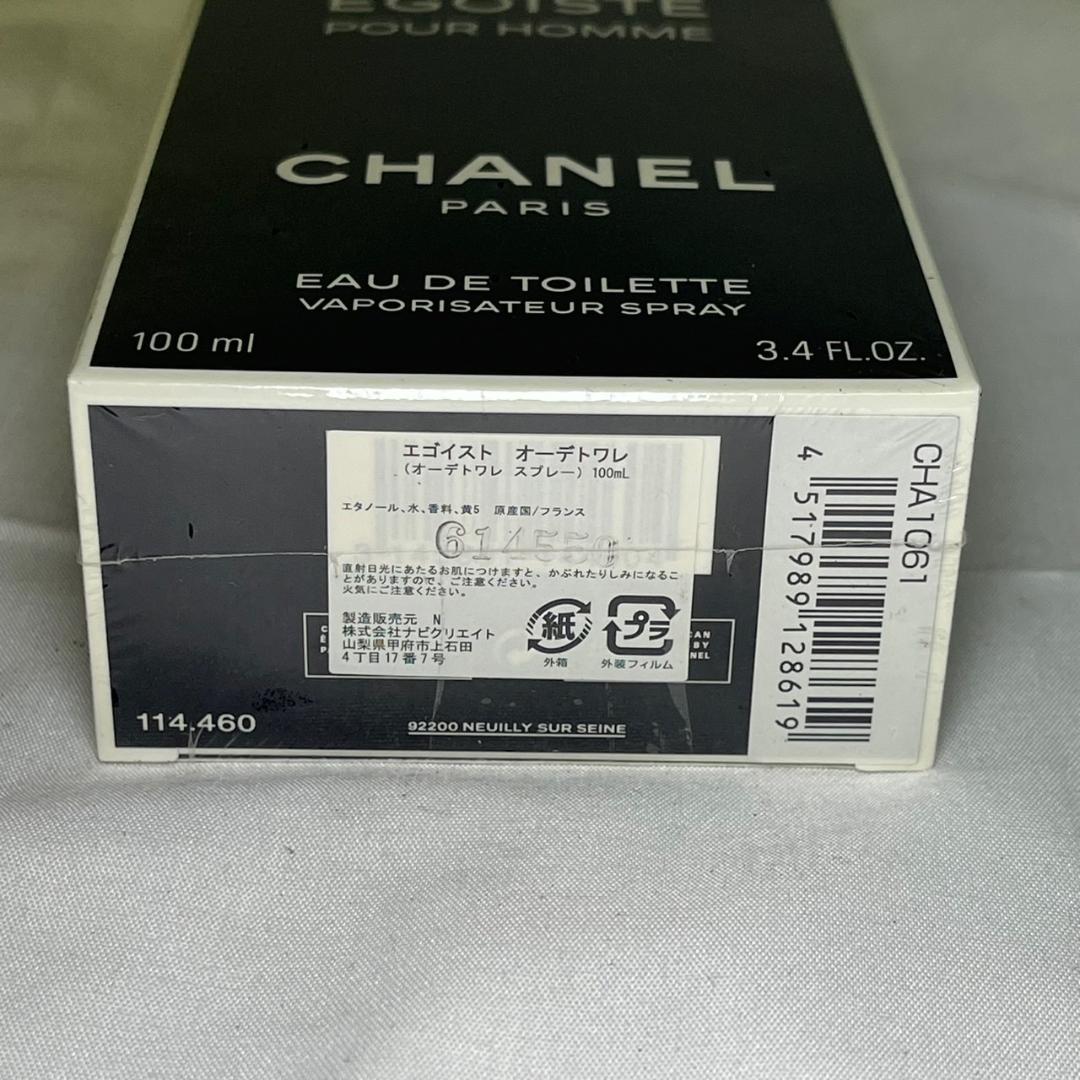 ÉGOÏSTE
POUR HOMME
CHANEL
PARIS
EAU DE TOILETTE
VAPORISATEUR SPRAY
100 ml
3.4 FL.OZ.
エゴイスト オーデトワレ
(オーデトワレ スプレー) 100mL
エタノール、水、香料、黄5 原産国/フランス
直射日光にあたるお肌につけますと、かぶれたりしみになるこ
とがありますので、ご注意ください。
火気にご注意ください。
製造販売元 N
株式会社ナビクリエイト
山梨県甲府市上石田
4丁目17番7号
紙
外箱
プラ
外装フィルム
114.460
92200 NEUILLY SUR SEINE
CHA1061
4 517989 128619